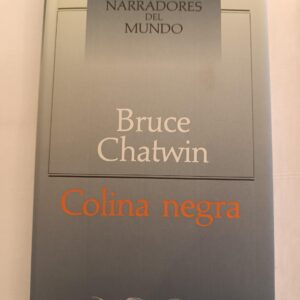 NARRADORES
DEL
MUNDO
Bruce
Chatwin
Colina negra